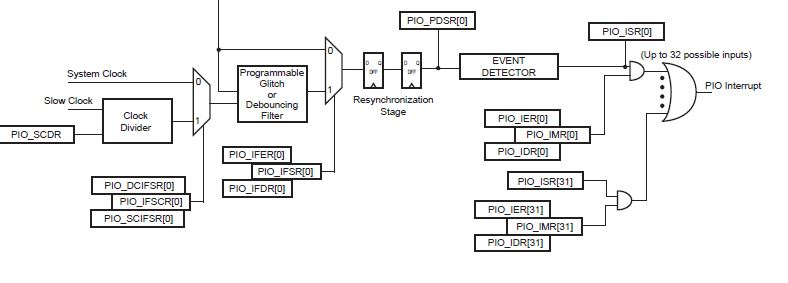 PIO_PDSR[0]
PIO_ISR[0]
(Up to 32 possible inputs)
System Clock
0
Programmable
Glitch
or
Debouncing
Filter
0
1
D Q
DFF
D Q
DFF
EVENT
DETECTOR
PIO Interrupt
Slow Clock
Clock
Divider
1
Resynchronization
Stage
PIO_SCDR
PIO_IER[0]
PIO_IMR[0]
PIO_IDR[0]
PIO_IFER[0]
PIO_IFSR[0]
PIO_IFDR[0]
PIO_DCIFSR[0]
PIO_IFSCR[0]
PIO_SCIFSR[0]
PIO_ISR[31]
PIO_IER[31]
PIO_IMR[31]
PIO_IDR[31]